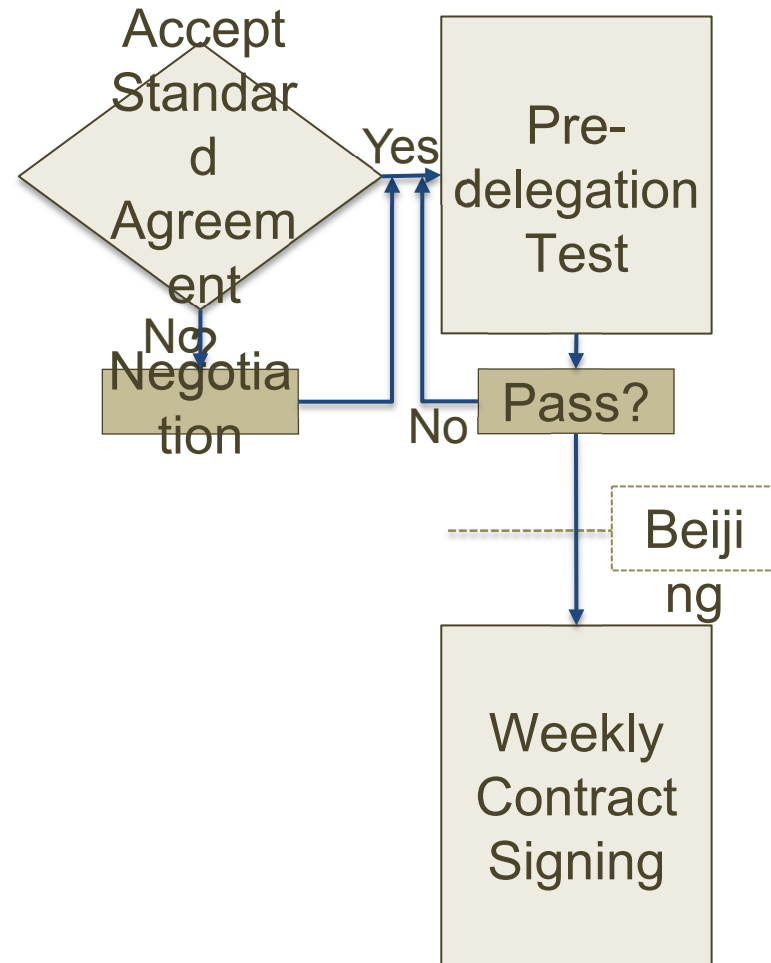 Accept
Standar
d
Agreem
ent
?
Yes
Pre-
delegation
Test
No
Negotia
tion
No
Pass?
Beiji
ng
Weekly
Contract
Signing